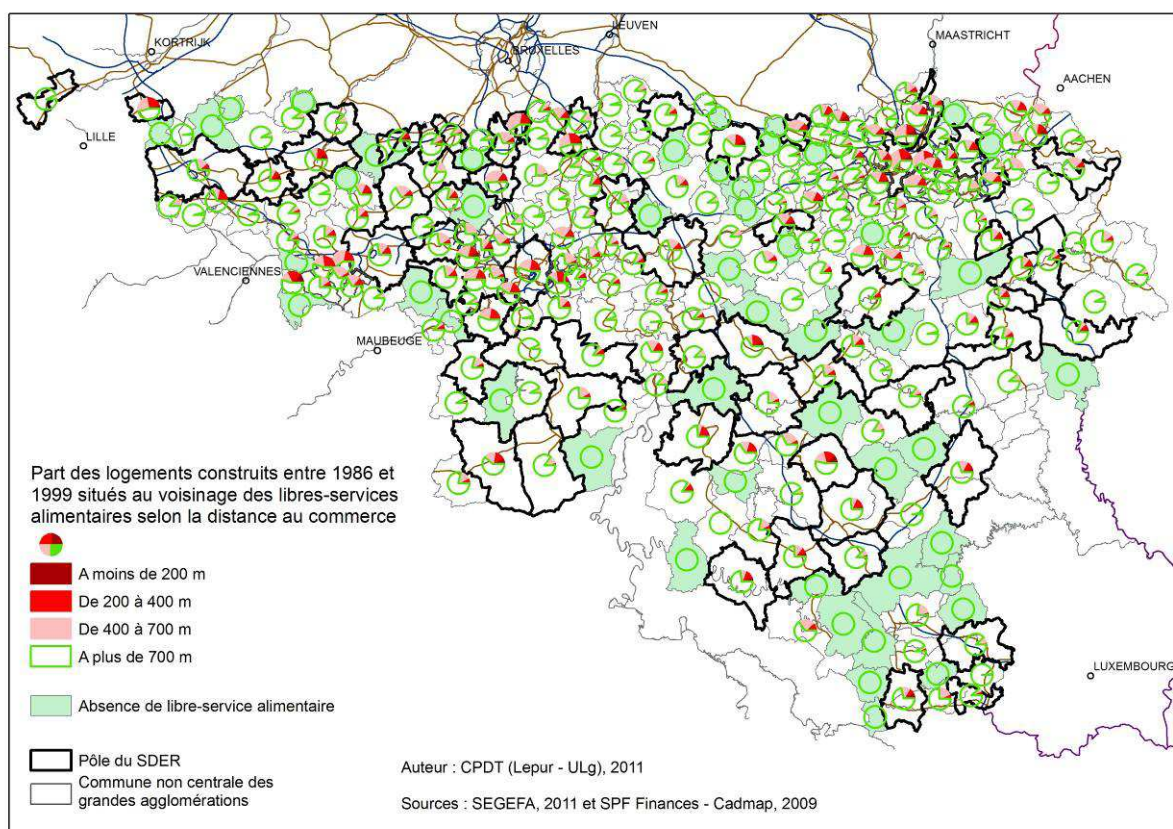 LEUVEN
KORTRIJK
MAASTRICHT
BRUXELLES
AACHEN
LILLE
VALENCIENNES
MAUBEUGE
Part des logements construits entre 1986 et
1999 situés au voisinage des libres-services
alimentaires selon la distance au commerce
A moins de 200 m
De 200 à 400 m
De 400 à 700 m
A plus de 700 m
LUXEMBOURG
Absence de libre-service alimentaire
Pôle du SDER
Commune non centrale des
grandes agglomérations
Auteur : CPDT (Lepur - ULg), 2011
Sources : SEGEFA, 2011 et SPF Finances - Cadmap, 2009